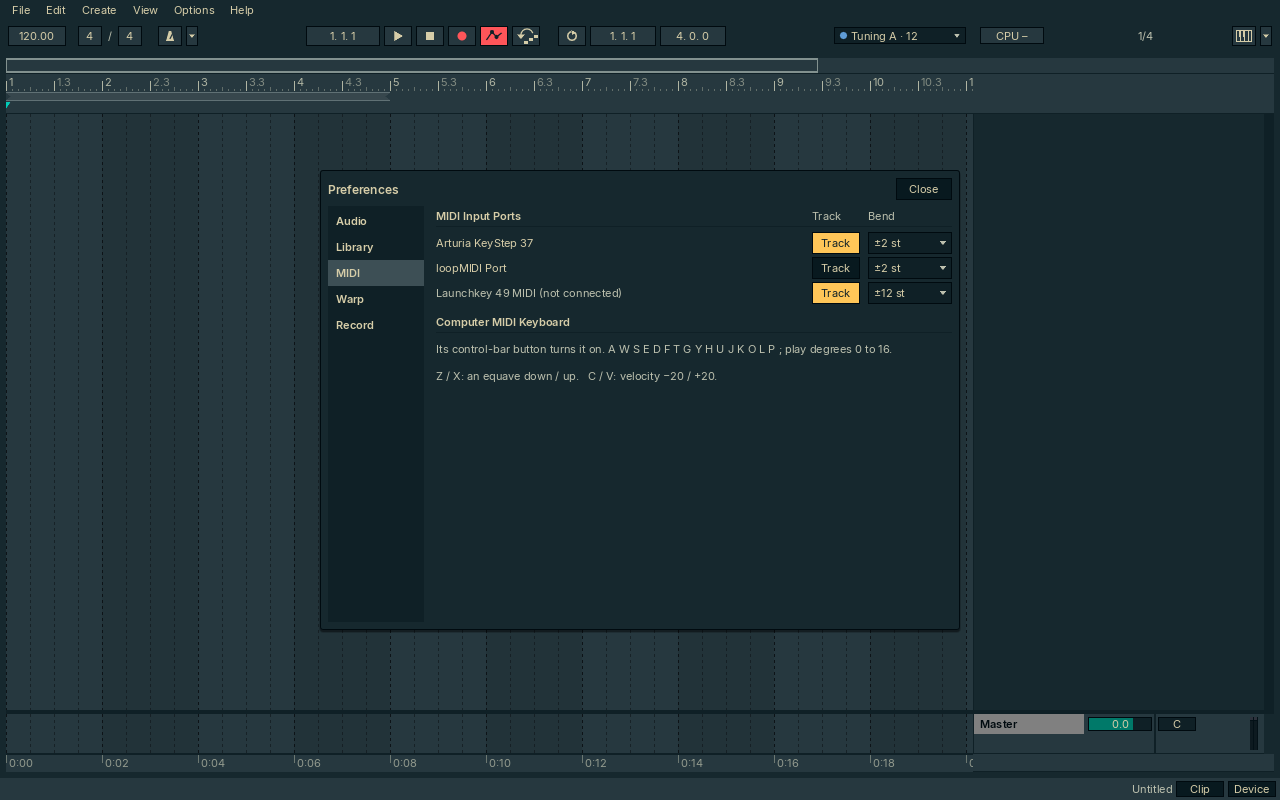 File Edit Create View Options Help
120.00 4 / 4 1. 1. 1 1. 1. 1 4. 0. 0 Tuning A · 12 CPU – 1/4
1 1.3 2 2.3 3 3.3 4 4.3 5 5.3 6 6.3 7 7.3 8 8.3 9 9.3 10 10.3 1
Preferences Close
Audio
Library
MIDI
Warp
Record
MIDI Input Ports Track Bend
Arturia KeyStep 37 Track ±2 st
loopMIDI Port Track ±2 st
Launchkey 49 MIDI (not connected) Track ±12 st
Computer MIDI Keyboard
Its control-bar button turns it on. A W S E D F T G Y H U J K O L P ; play degrees 0 to 16.
Z / X: an equave down / up. C / V: velocity −20 / +20.
Master 0.0 C
0:00 0:02 0:04 0:06 0:08 0:10 0:12 0:14 0:16 0:18
Untitled Clip Device